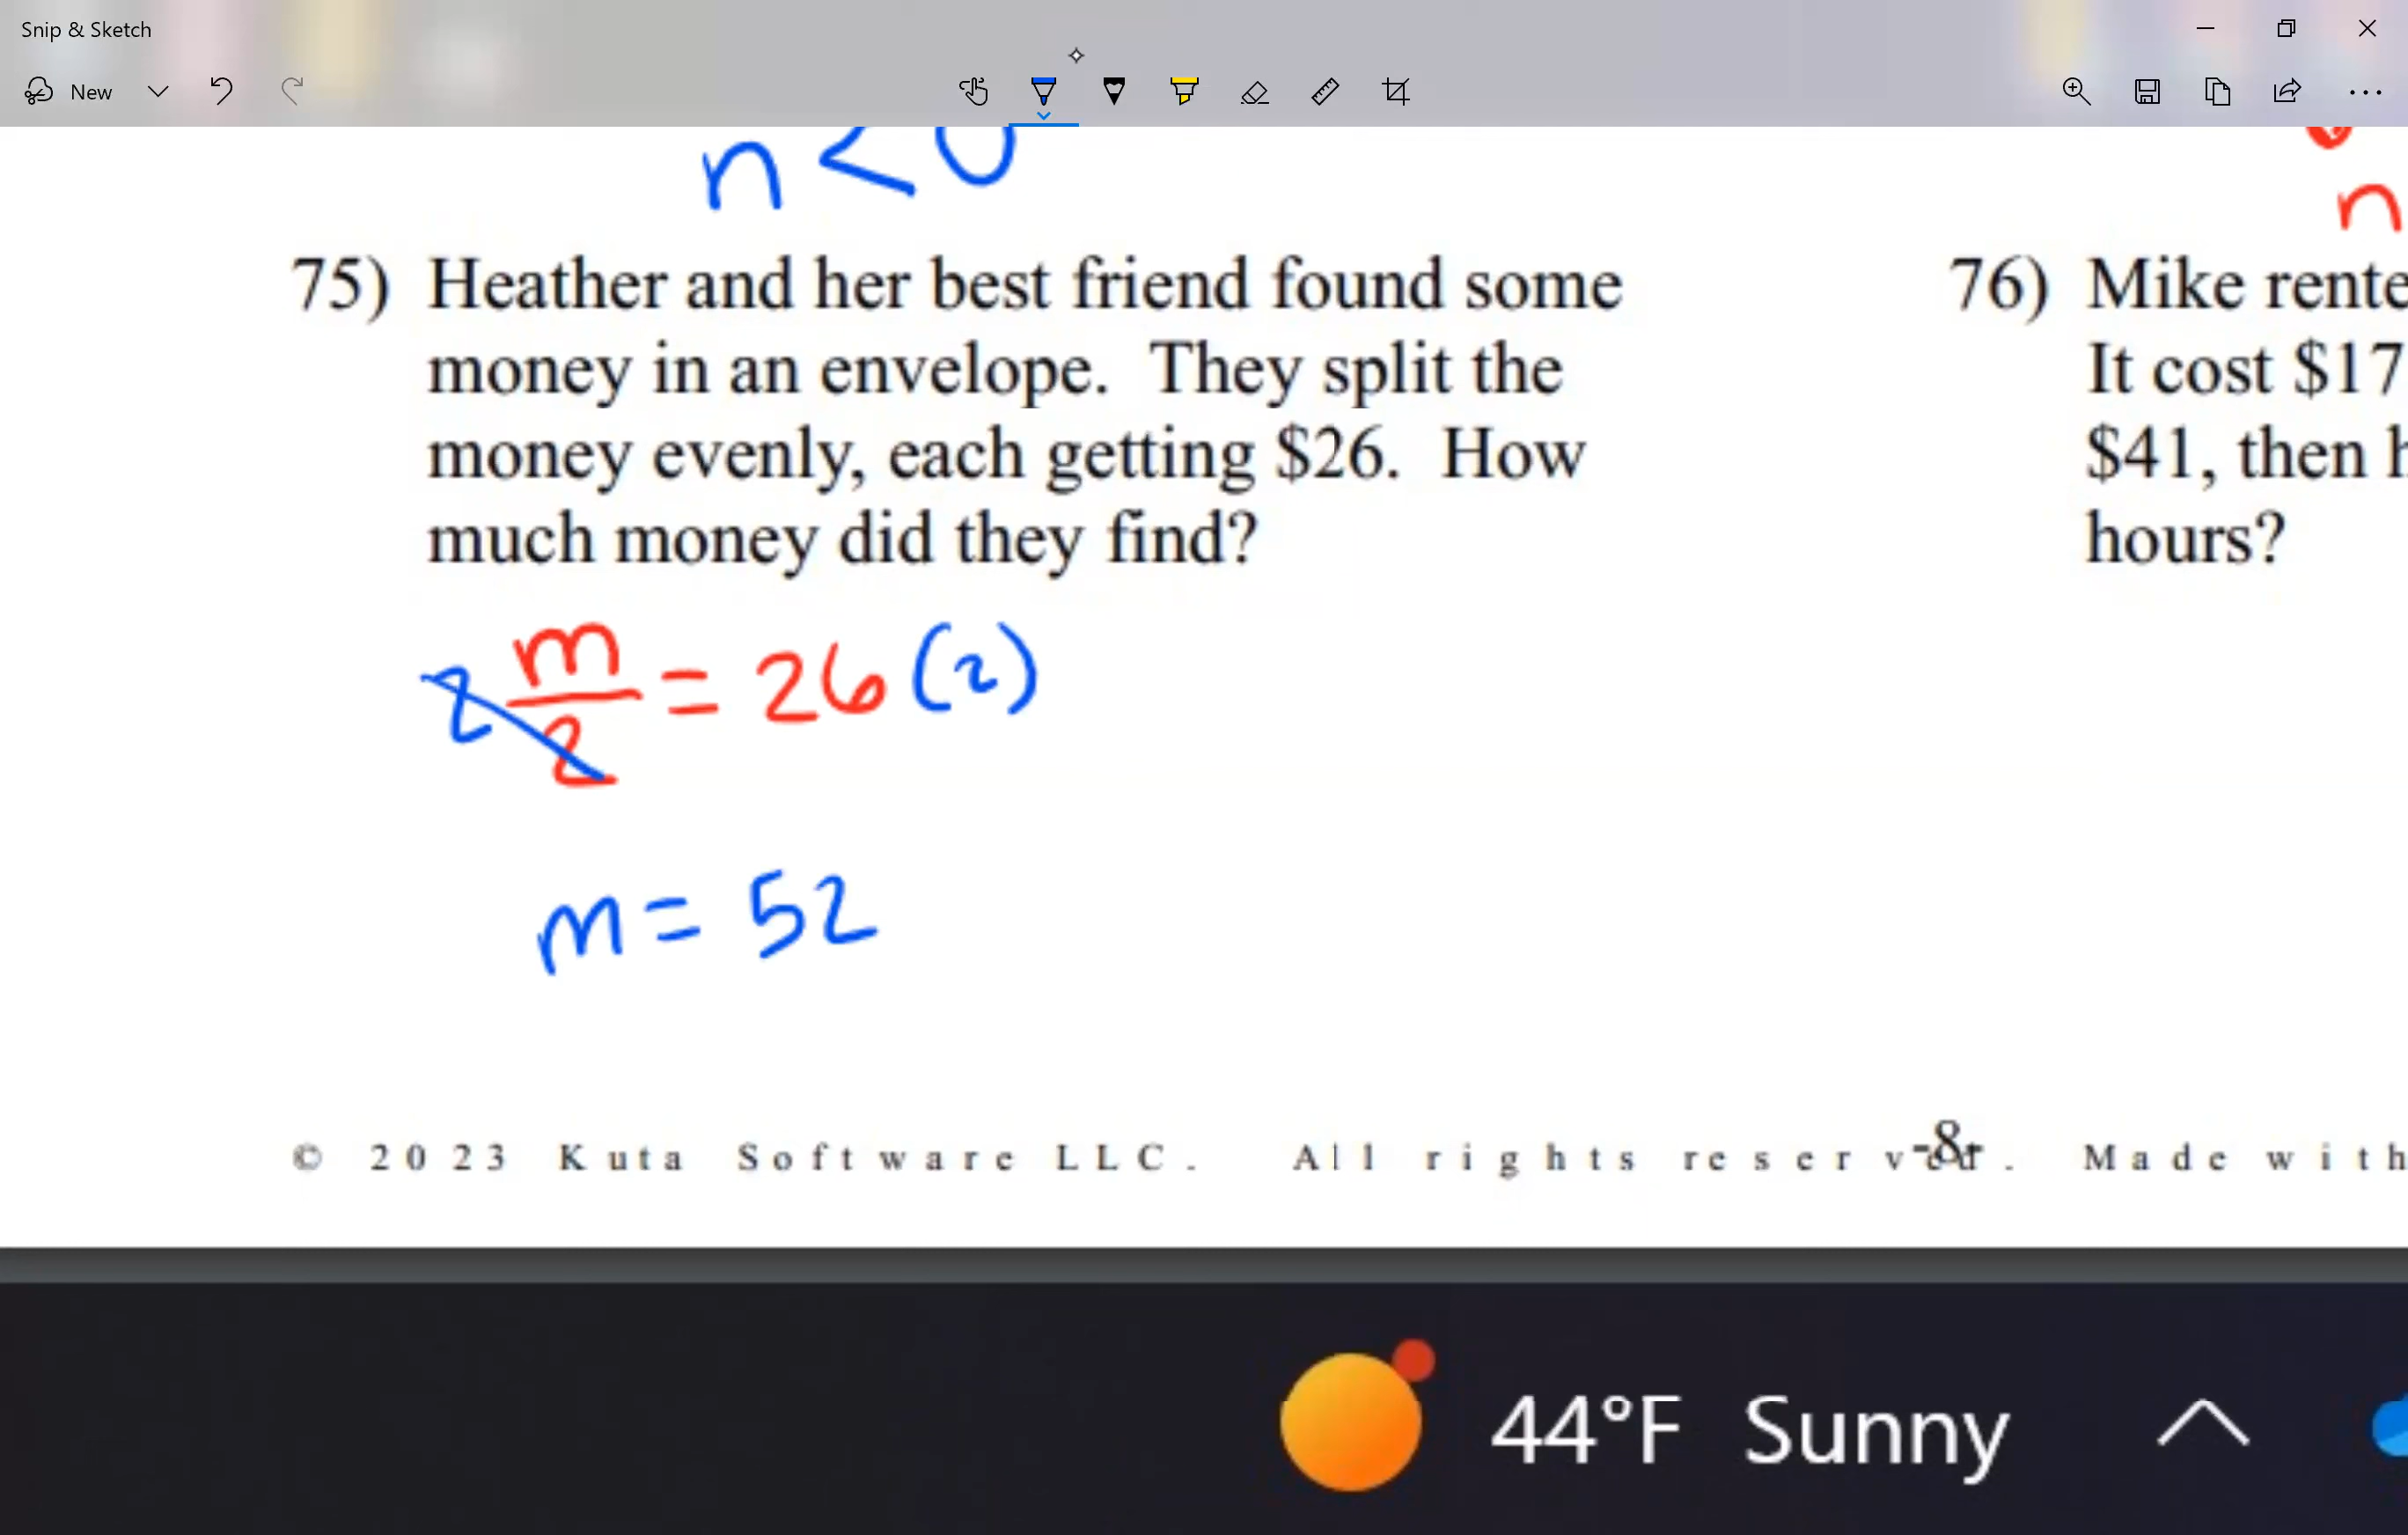 Snip & Sketch
New
n < 0
n
75) Heather and her best friend found some
money in an envelope. They split the
money evenly, each getting $26. How
much money did they find?
76) Mike rente
It cost $17
$41, then h
hours?
2 m/2 = 26 (2)
m = 52
© 2023 Kuta Software LLC. All rights reserved. Made with
-8-
44°F Sunny